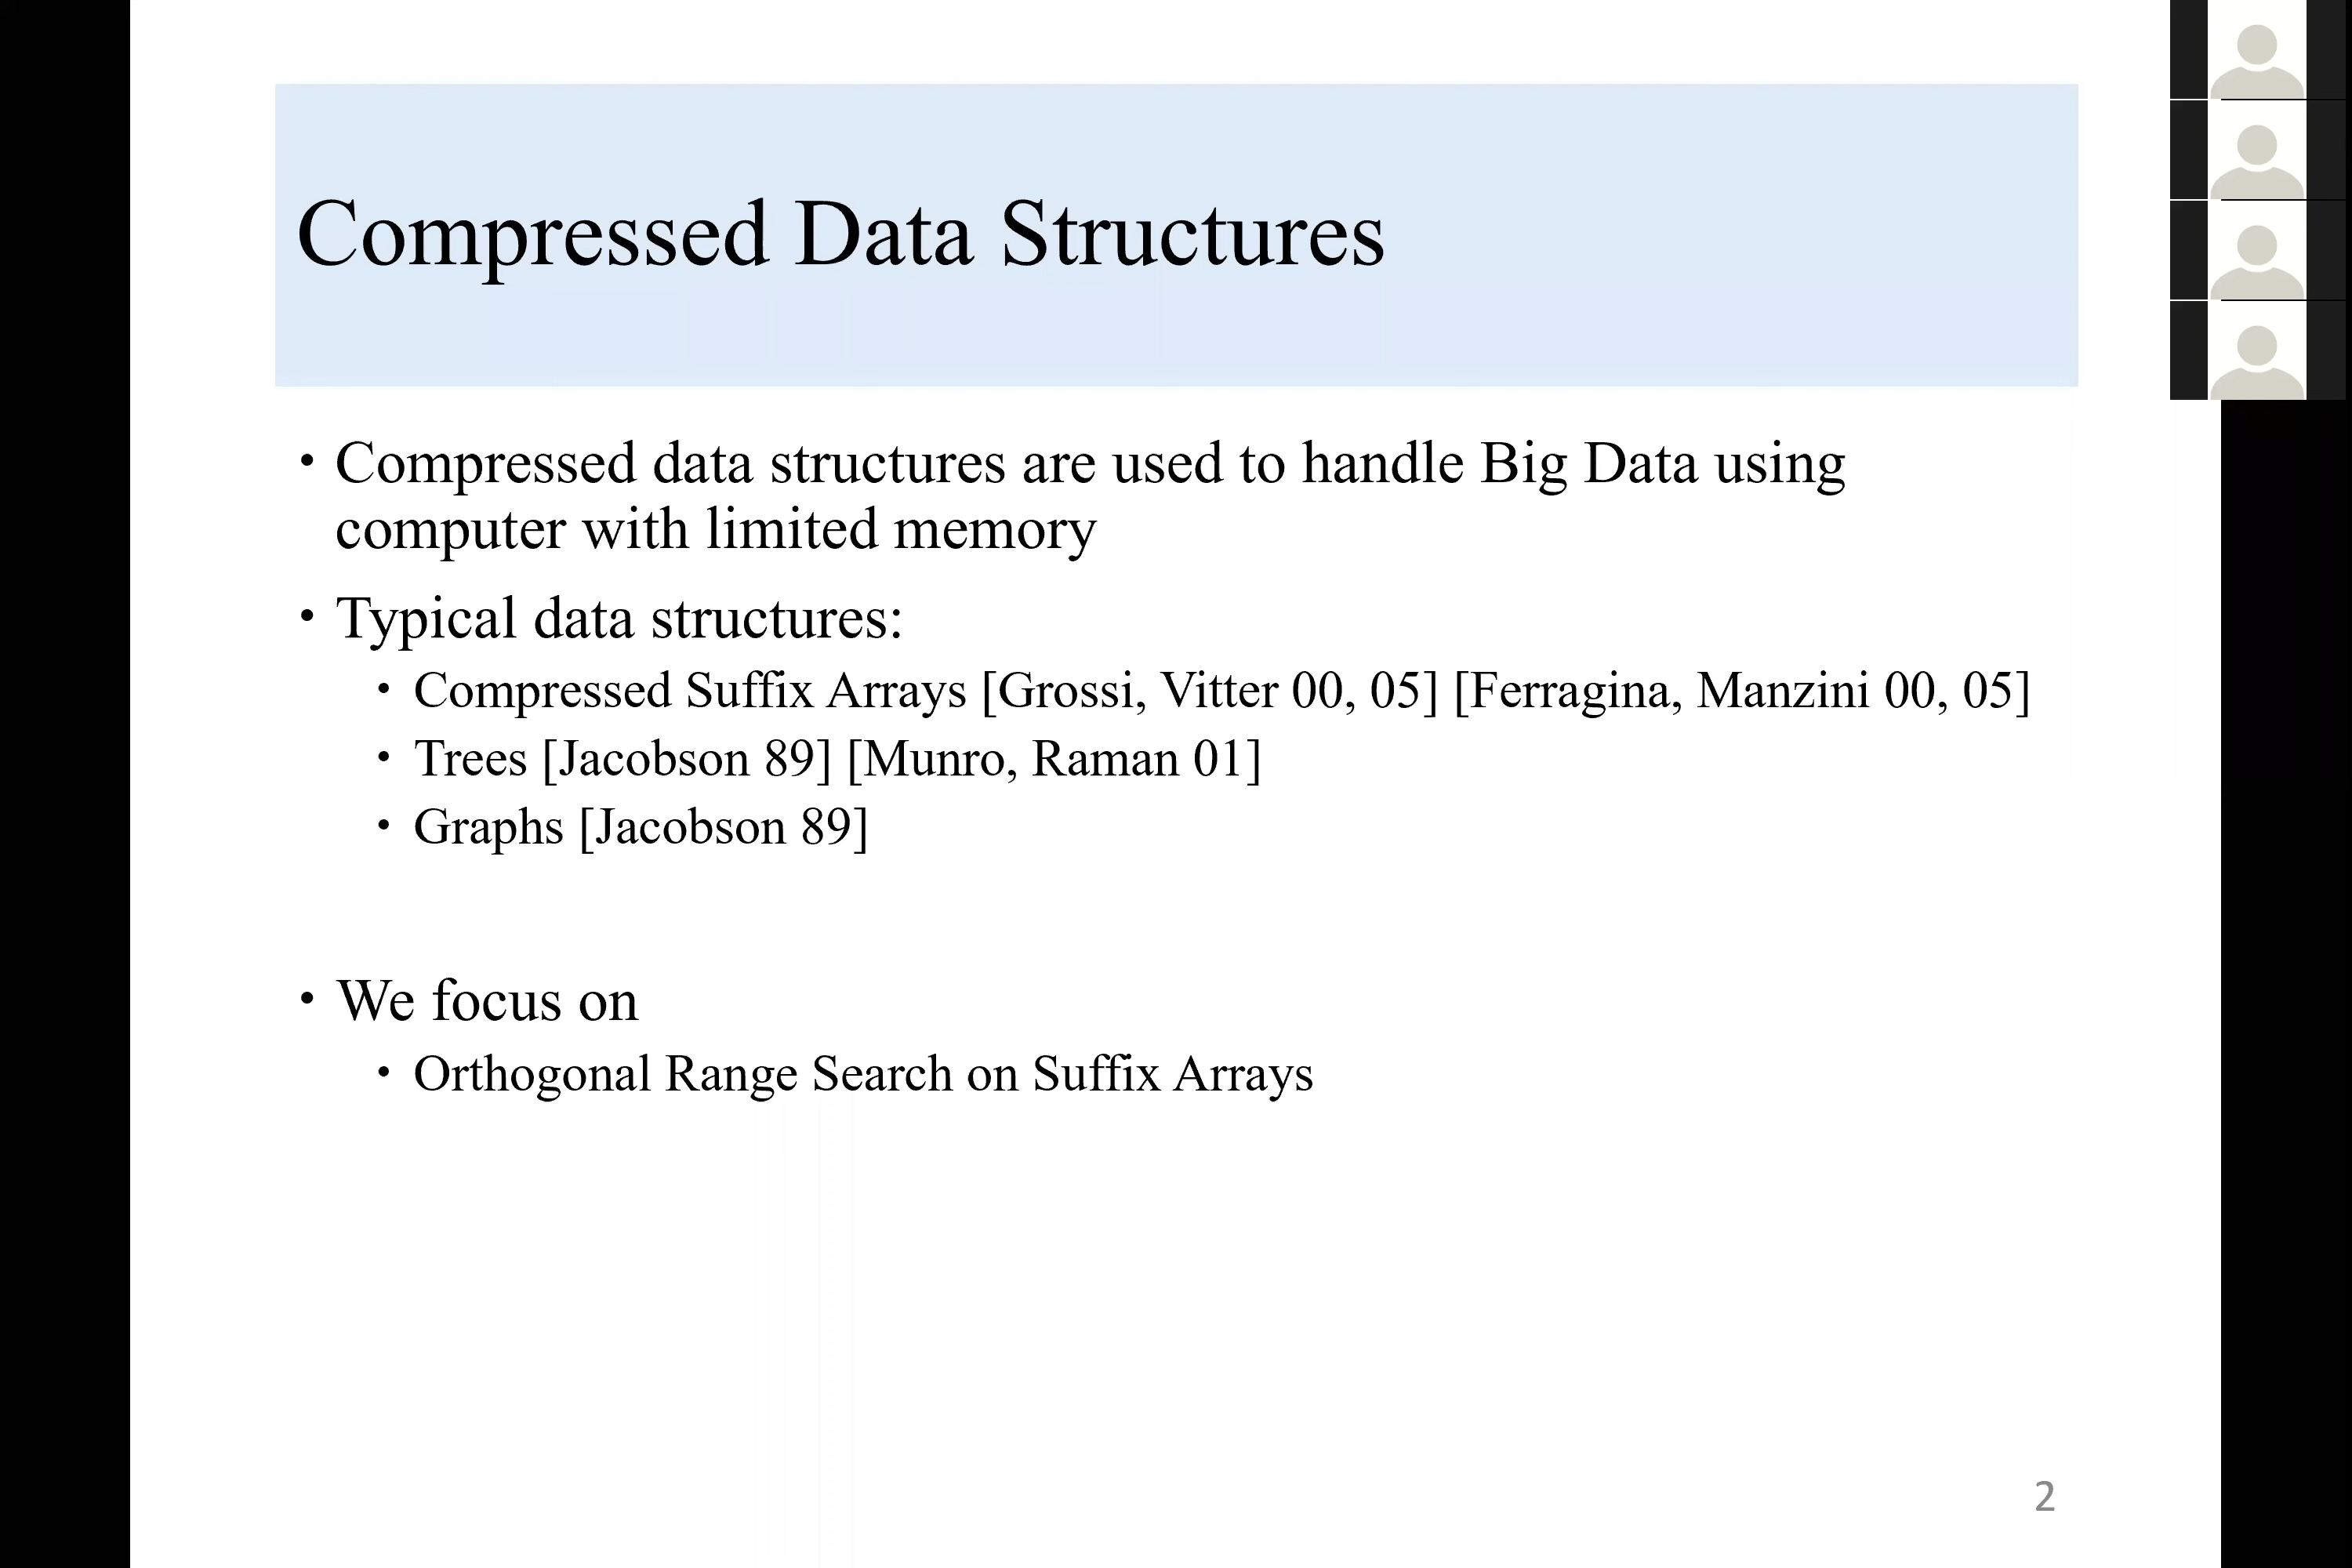 Compressed Data Structures
• Compressed data structures are used to handle Big Data using
computer with limited memory
• Typical data structures:
• Compressed Suffix Arrays [Grossi, Vitter 00, 05] [Ferragina, Manzini 00, 05]
• Trees [Jacobson 89] [Munro, Raman 01]
• Graphs [Jacobson 89]
• We focus on
• Orthogonal Range Search on Suffix Arrays
2